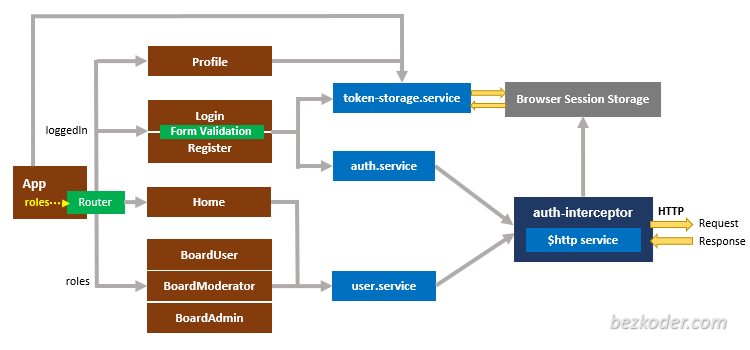 Profile
token-storage.service
Browser Session Storage
Login
Form Validation
Register
loggedIn
auth.service
App
roles
Router
Home
auth-interceptor
$http service
HTTP
Request
Response
BoardUser
BoardModerator
BoardAdmin
roles
user.service
bezkoder.com